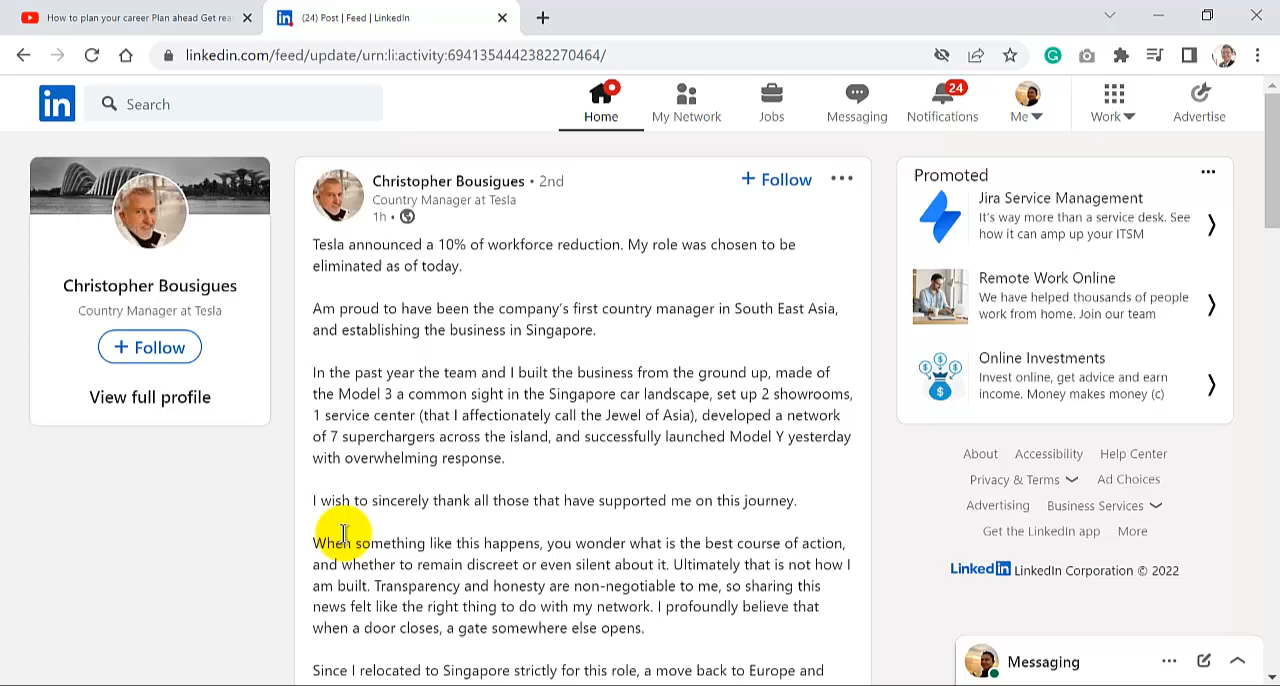 How to plan your career Plan ahead Get rea
(24) Post | Feed | LinkedIn
linkedin.com/feed/update/urn:li:activity:6941354442382270464/
in
Search
Home
My Network
Jobs
Messaging
24
Notifications
Me
Work
Advertise
Christopher Bousigues
Country Manager at Tesla
+ Follow
View full profile
Christopher Bousigues • 2nd
Country Manager at Tesla
1h •
+ Follow
Tesla announced a 10% of workforce reduction. My role was chosen to be
eliminated as of today.
Am proud to have been the company's first country manager in South East Asia,
and establishing the business in Singapore.
In the past year the team and I built the business from the ground up, made of
the Model 3 a common sight in the Singapore car landscape, set up 2 showrooms,
1 service center (that I affectionately call the Jewel of Asia), developed a network
of 7 superchargers across the island, and successfully launched Model Y yesterday
with overwhelming response.
I wish to sincerely thank all those that have supported me on this journey.
When something like this happens, you wonder what is the best course of action,
and whether to remain discreet or even silent about it. Ultimately that is not how I
am built. Transparency and honesty are non-negotiable to me, so sharing this
news felt like the right thing to do with my network. I profoundly believe that
when a door closes, a gate somewhere else opens.
Since I relocated to Singapore strictly for this role, a move back to Europe and
Promoted
Jira Service Management
It's way more than a service desk. See
how it can amp up your ITSM
Remote Work Online
We have helped thousands of people
work from home. Join our team
Online Investments
Invest online, get advice and earn
income. Money makes money (c)
About Accessibility Help Center
Privacy & Terms Ad Choices
Advertising Business Services
Get the LinkedIn app More
LinkedIn LinkedIn Corporation © 2022
Messaging